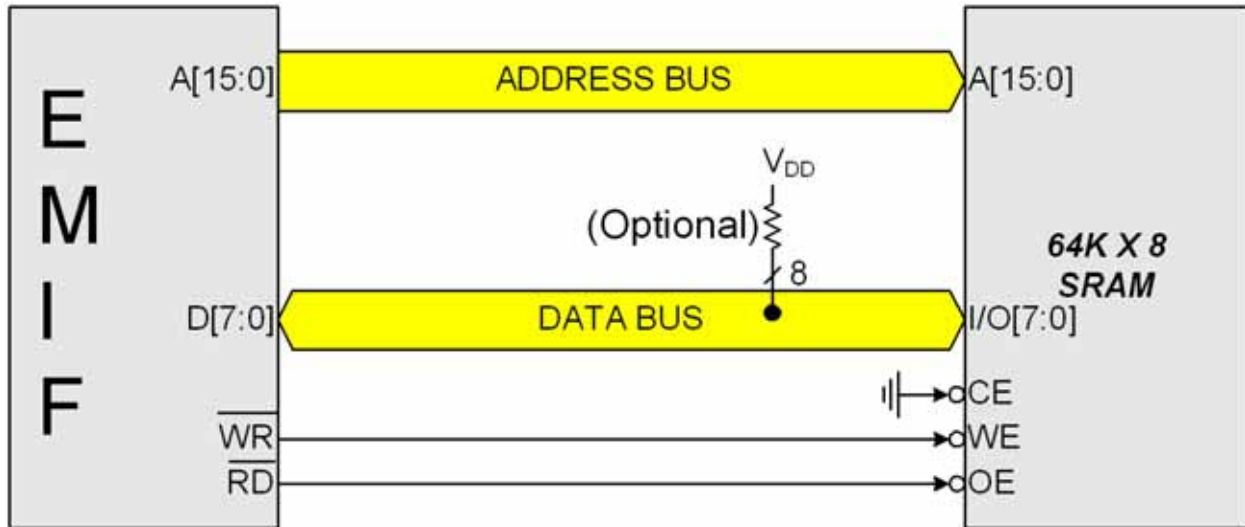 EMIF
A[15:0]
ADDRESS BUS
A[15:0]
VDD
(Optional)
8
64K X 8
SRAM
D[7:0]
DATA BUS
I/O[7:0]
CE
WR
WE
RD
OE